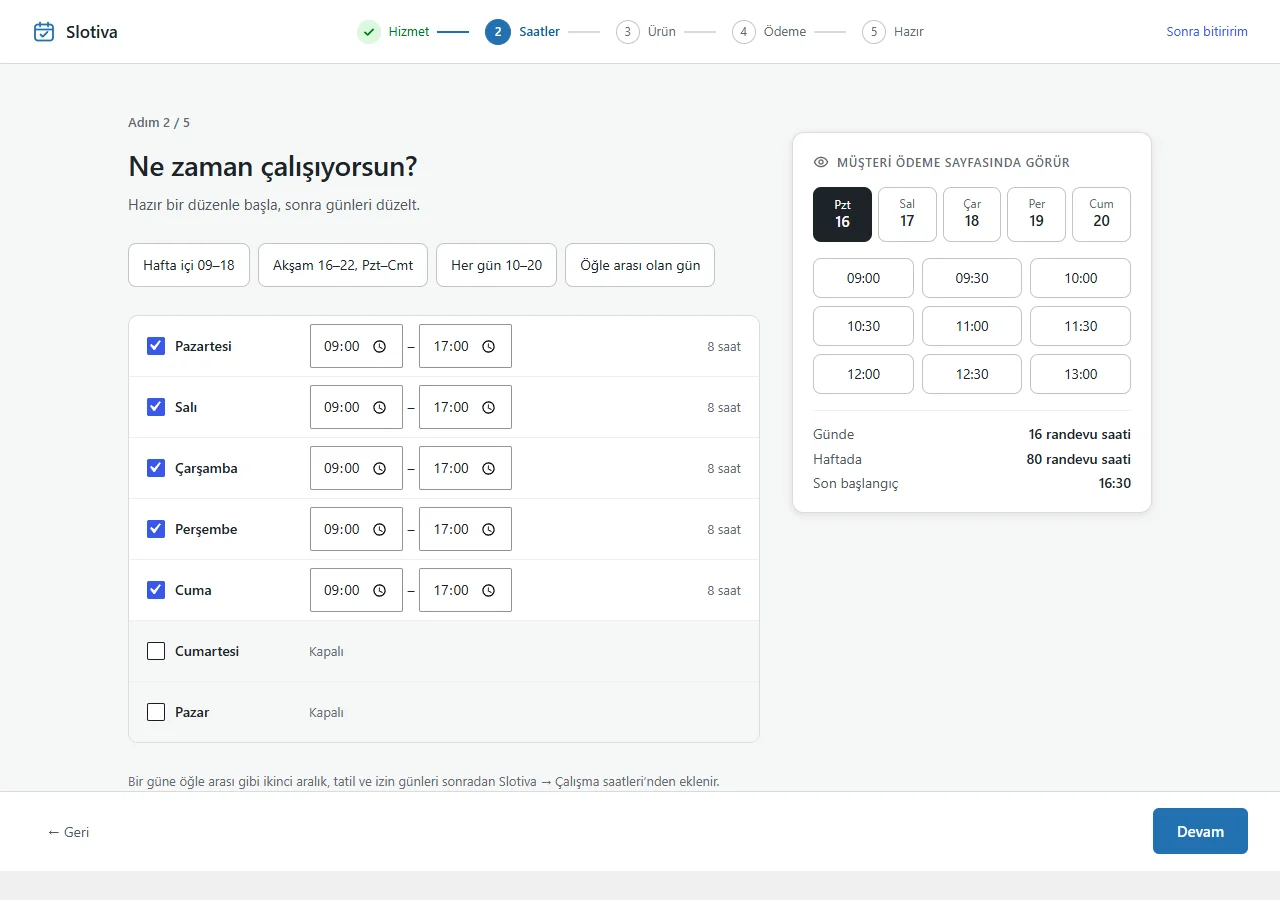 Slotiva
Hizmet
2 Saatler
3 Ürün
4 Ödeme
5 Hazır
Sonra bitiririm
Adım 2 / 5
Ne zaman çalışıyorsun?
Hazır bir düzenle başla, sonra günleri düzelt.
Hafta içi 09–18
Akşam 16–22, Pzt–Cmt
Her gün 10–20
Öğle arası olan gün
Pazartesi 09:00 – 17:00 8 saat
Salı 09:00 – 17:00 8 saat
Çarşamba 09:00 – 17:00 8 saat
Perşembe 09:00 – 17:00 8 saat
Cuma 09:00 – 17:00 8 saat
Cumartesi Kapalı
Pazar Kapalı
Bir güne öğle arası gibi ikinci aralık, tatil ve izin günleri sonradan Slotiva → Çalışma saatleri'nden eklenir.
MÜŞTERİ ÖDEME SAYFASINDA GÖRÜR
Pzt Sal Çar Per Cum
16 17 18 19 20
09:00 09:30 10:00
10:30 11:00 11:30
12:00 12:30 13:00
Günde 16 randevu saati
Haftada 80 randevu saati
Son başlangıç 16:30
← Geri
Devam